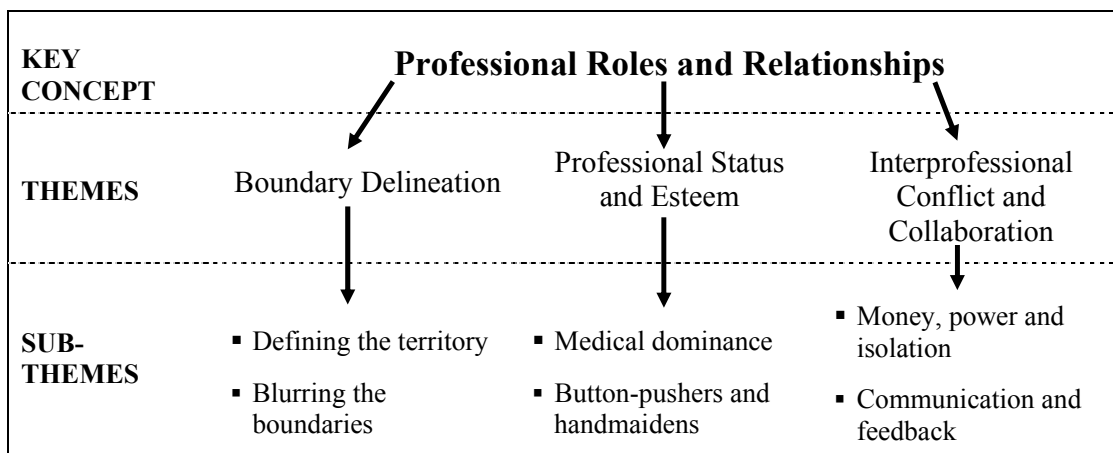 KEY
CONCEPT
Professional Roles and Relationships
THEMES
Boundary Delineation
Professional Status
and Esteem
Interprofessional
Conflict and
Collaboration
SUB-
THEMES
▪ Defining the territory
▪ Blurring the
boundaries
▪ Medical dominance
▪ Button-pushers and
handmaidens
▪ Money, power and
isolation
▪ Communication and
feedback